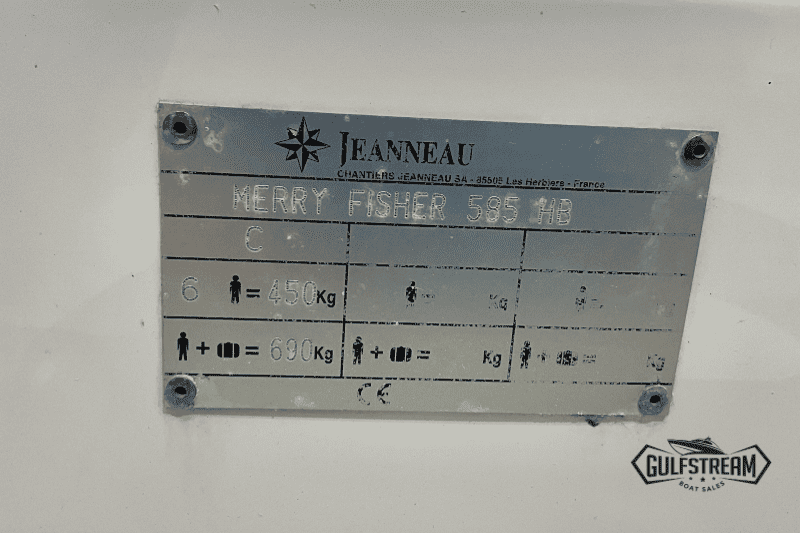 JEANNEAU
CHANTIERS JEANNEAU SA - 85505 Les Herbiers - France
MERRY FISHER 585 HB
C
6 = 450Kg Kg
+ = 690Kg + = Kg + = Kg
CE
GULFSTREAM
BOAT SALES